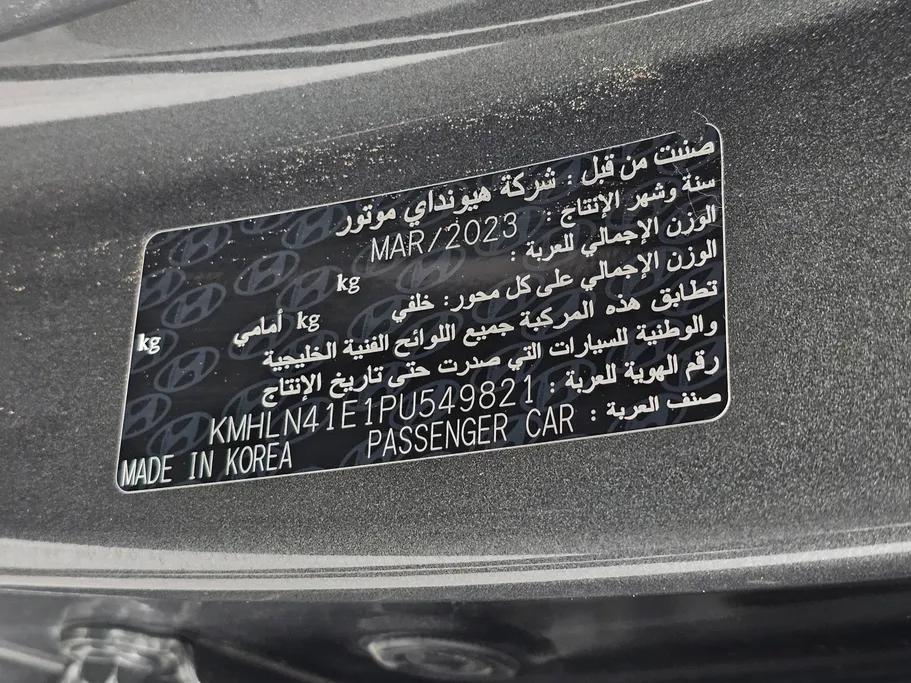 صنعت من قبل : شركة هيونداي موتور
سنة وشهر الإنتاج : MAR/2023
الوزن الإجمالي للعربة : kg
الوزن الإجمالي على كل محور: خلفي kg أمامي kg
تطابق هذه المركبة جميع اللوائح الفنية الخليجية
والوطنية للسيارات التي صدرت حتى تاريخ الإنتاج
رقم الهوية للعربة : KMHLN41E1PU549821
صنف العربة : PASSENGER CAR
MADE IN KOREA